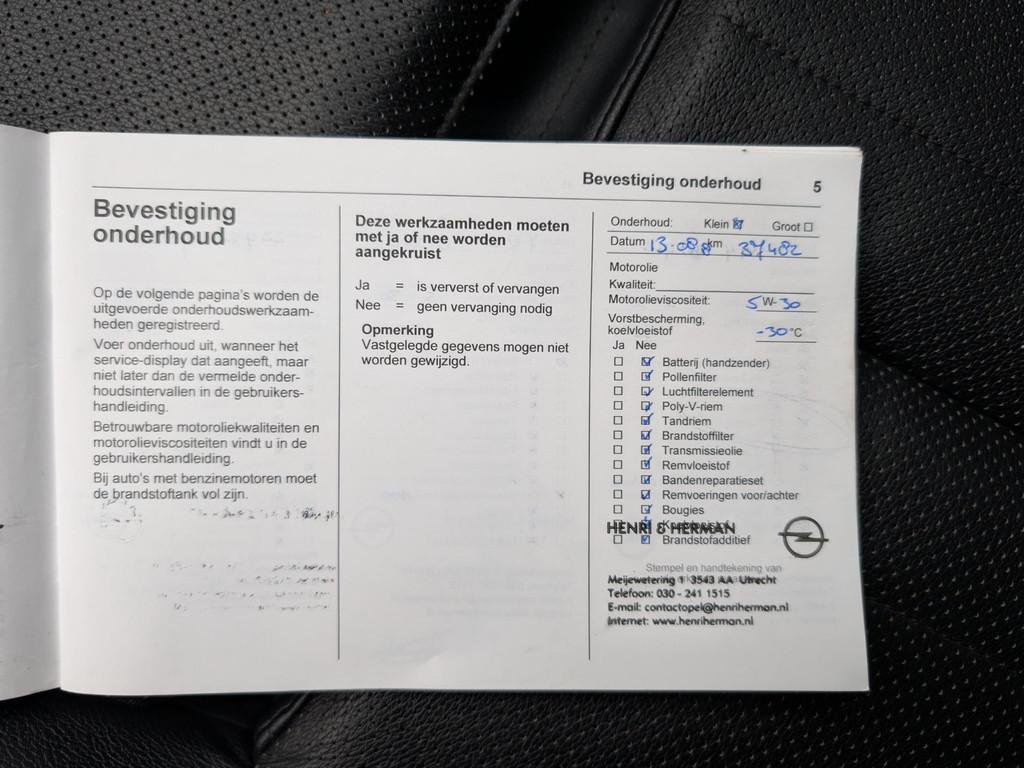 Bevestiging onderhoud 5
Bevestiging
onderhoud
Op de volgende pagina's worden de
uitgevoerde onderhoudswerkzaam-
heden geregistreerd.
Voer onderhoud uit, wanneer het
service-display dat aangeeft, maar
niet later dan de vermelde onder-
houdsintervallen in de gebruikers-
handleiding.
Betrouwbare motoroliekwaliteiten en
motorolieviscositeiten vindt u in de
gebruikershandleiding.
Bij auto's met benzinemotoren moet
de brandstoftank vol zijn.
Deze werkzaamheden moeten
met ja of nee worden
aangekruist
Ja = is ververst of vervangen
Nee = geen vervanging nodig
Opmerking
Vastgelegde gegevens mogen niet
worden gewijzigd.
Onderhoud: Klein Groot
Datum km 37482
Motorolie
Kwaliteit:
Motorolieviscositeit: 5W-30
Vorstbescherming,
koelvloeistof -30°C
Ja Nee
Batterij (handzender)
Pollenfilter
Luchtfilterelement
Poly-V-riem
Tandriem
Brandstoffilter
Transmissieolie
Remvloeistof
Bandenreparatieset
Remvoeringen voor/achter
Bougies
HENRI & HERMAN
Brandstofadditief
Stempel en handtekening van
Meijewetering 1 3543 AA Utrecht
Telefoon: 030 - 241 1515
E-mail: contactopel@henriherman.nl
Internet: www.henriherman.nl